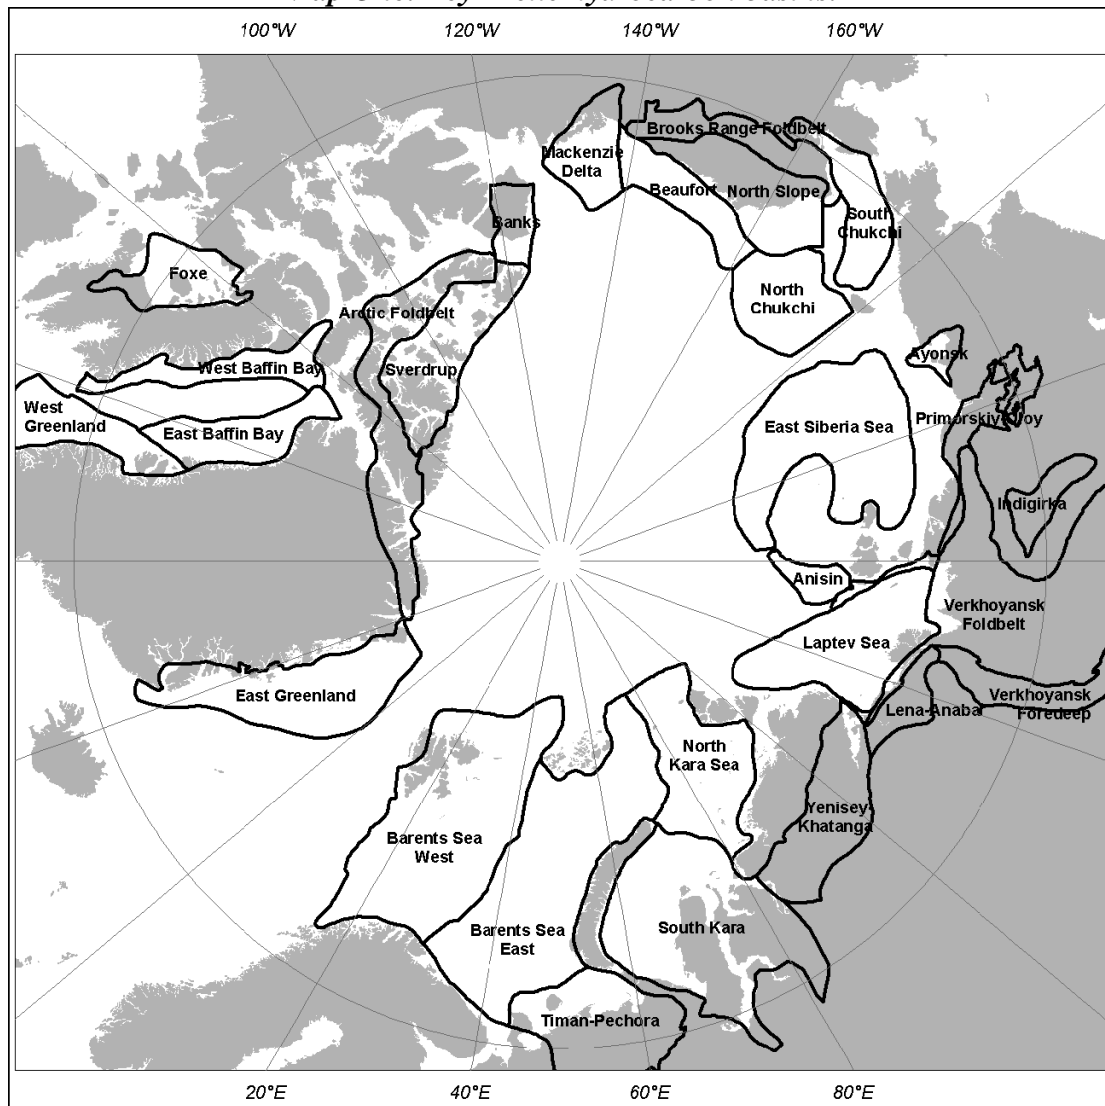 100°W
120°W
140°W
160°W
Brooks Range Foldbelt
Mackenzie
Delta
Beaufort
North Slope
Banks
South
Chukchi
Foxe
North
Chukchi
Arctic Foldbelt
Ayonsk
West Baffin Bay
Sverdrup
West
Greenland
East Baffin Bay
East Siberia Sea
Indigirka
Anisin
Verkhoyansk
Foldbelt
Laptev Sea
East Greenland
Lena-Anaba
Verkhoyansk
Foredeep
North
Kara Sea
Yenisey
Khatanga
Barents Sea
West
Barents Sea
East
South Kara
Timan-Pechora
20°E
40°E
60°E
80°E